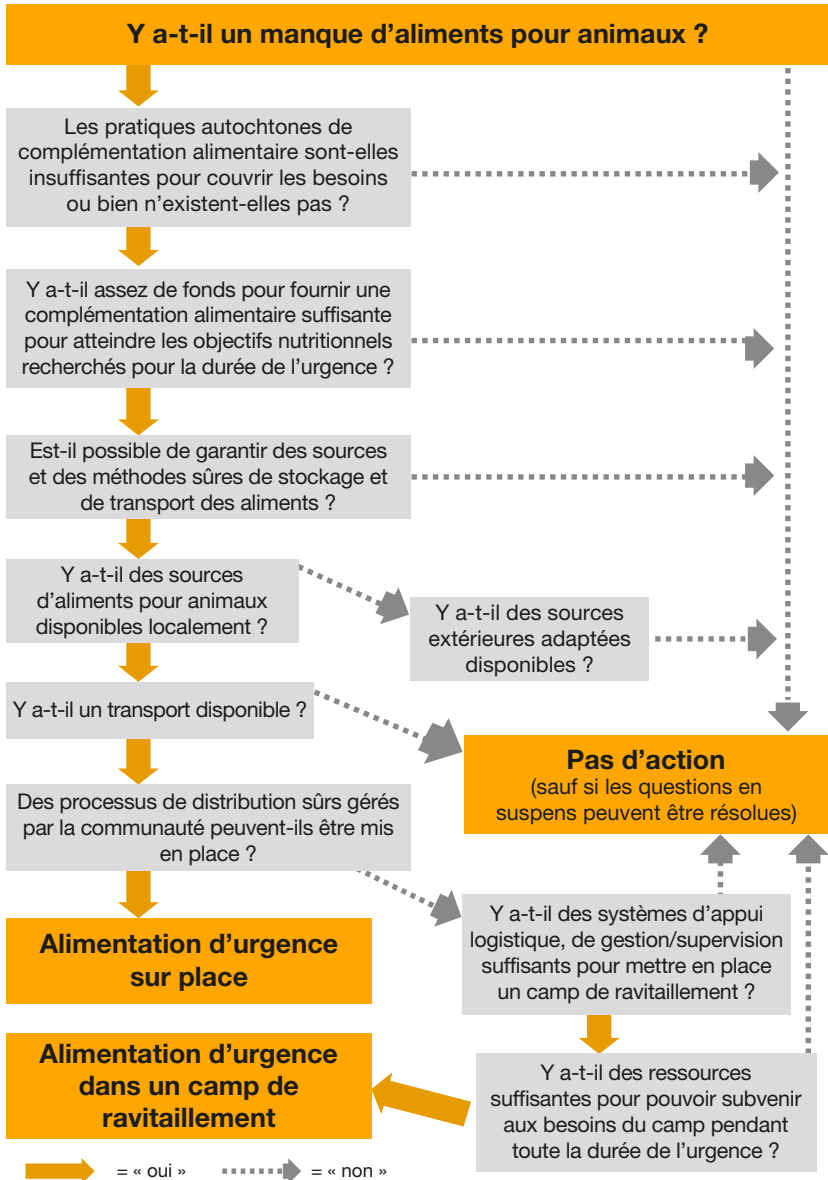 Y a-t-il un manque d’aliments pour animaux ?
Les pratiques autochtones de
complémentation alimentaire sont-elles
insuffisantes pour couvrir les besoins
ou bien n’existent-elles pas ?
Y a-t-il assez de fonds pour fournir une
complémentation alimentaire suffisante
pour atteindre les objectifs nutritionnels
recherchés pour la durée de l’urgence ?
Est-il possible de garantir des sources
et des méthodes sûres de stockage et
de transport des aliments ?
Y a-t-il des sources
d’aliments pour animaux
disponibles localement ?
Y a-t-il des sources
extérieures adaptées
disponibles ?
Y a-t-il un transport disponible ?
Pas d’action
(sauf si les questions en
suspens peuvent être résolues)
Des processus de distribution sûrs gérés
par la communauté peuvent-ils être mis
en place ?
Alimentation d’urgence
sur place
Y a-t-il des systèmes d’appui
logistique, de gestion/supervision
suffisants pour mettre en place
un camp de ravitaillement ?
Alimentation d’urgence
dans un camp de
ravitaillement
Y a-t-il des ressources
suffisantes pour pouvoir subvenir
aux besoins du camp pendant
toute la durée de l’urgence ?
= « oui »
= « non »